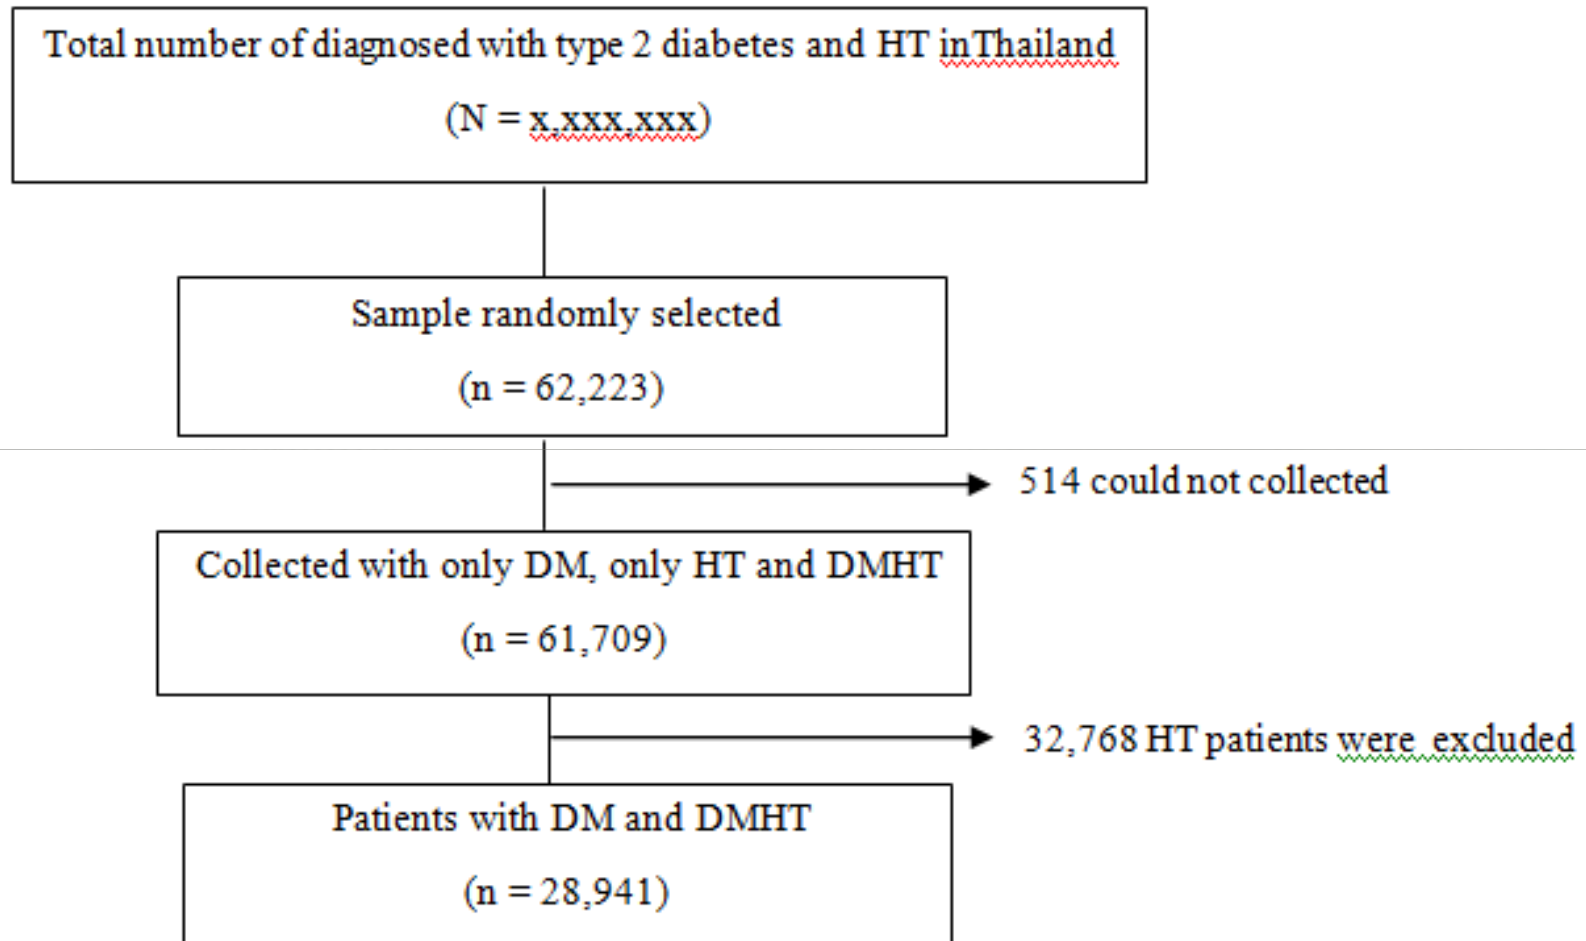 Total number of diagnosed with type 2 diabetes and HT inThailand
(N = x,xxx,xxx)
Sample randomly selected
(n = 62,223)
514 could not collected
Collected with only DM, only HT and DMHT
(n = 61,709)
32,768 HT patients were excluded
Patients with DM and DMHT
(n = 28,941)